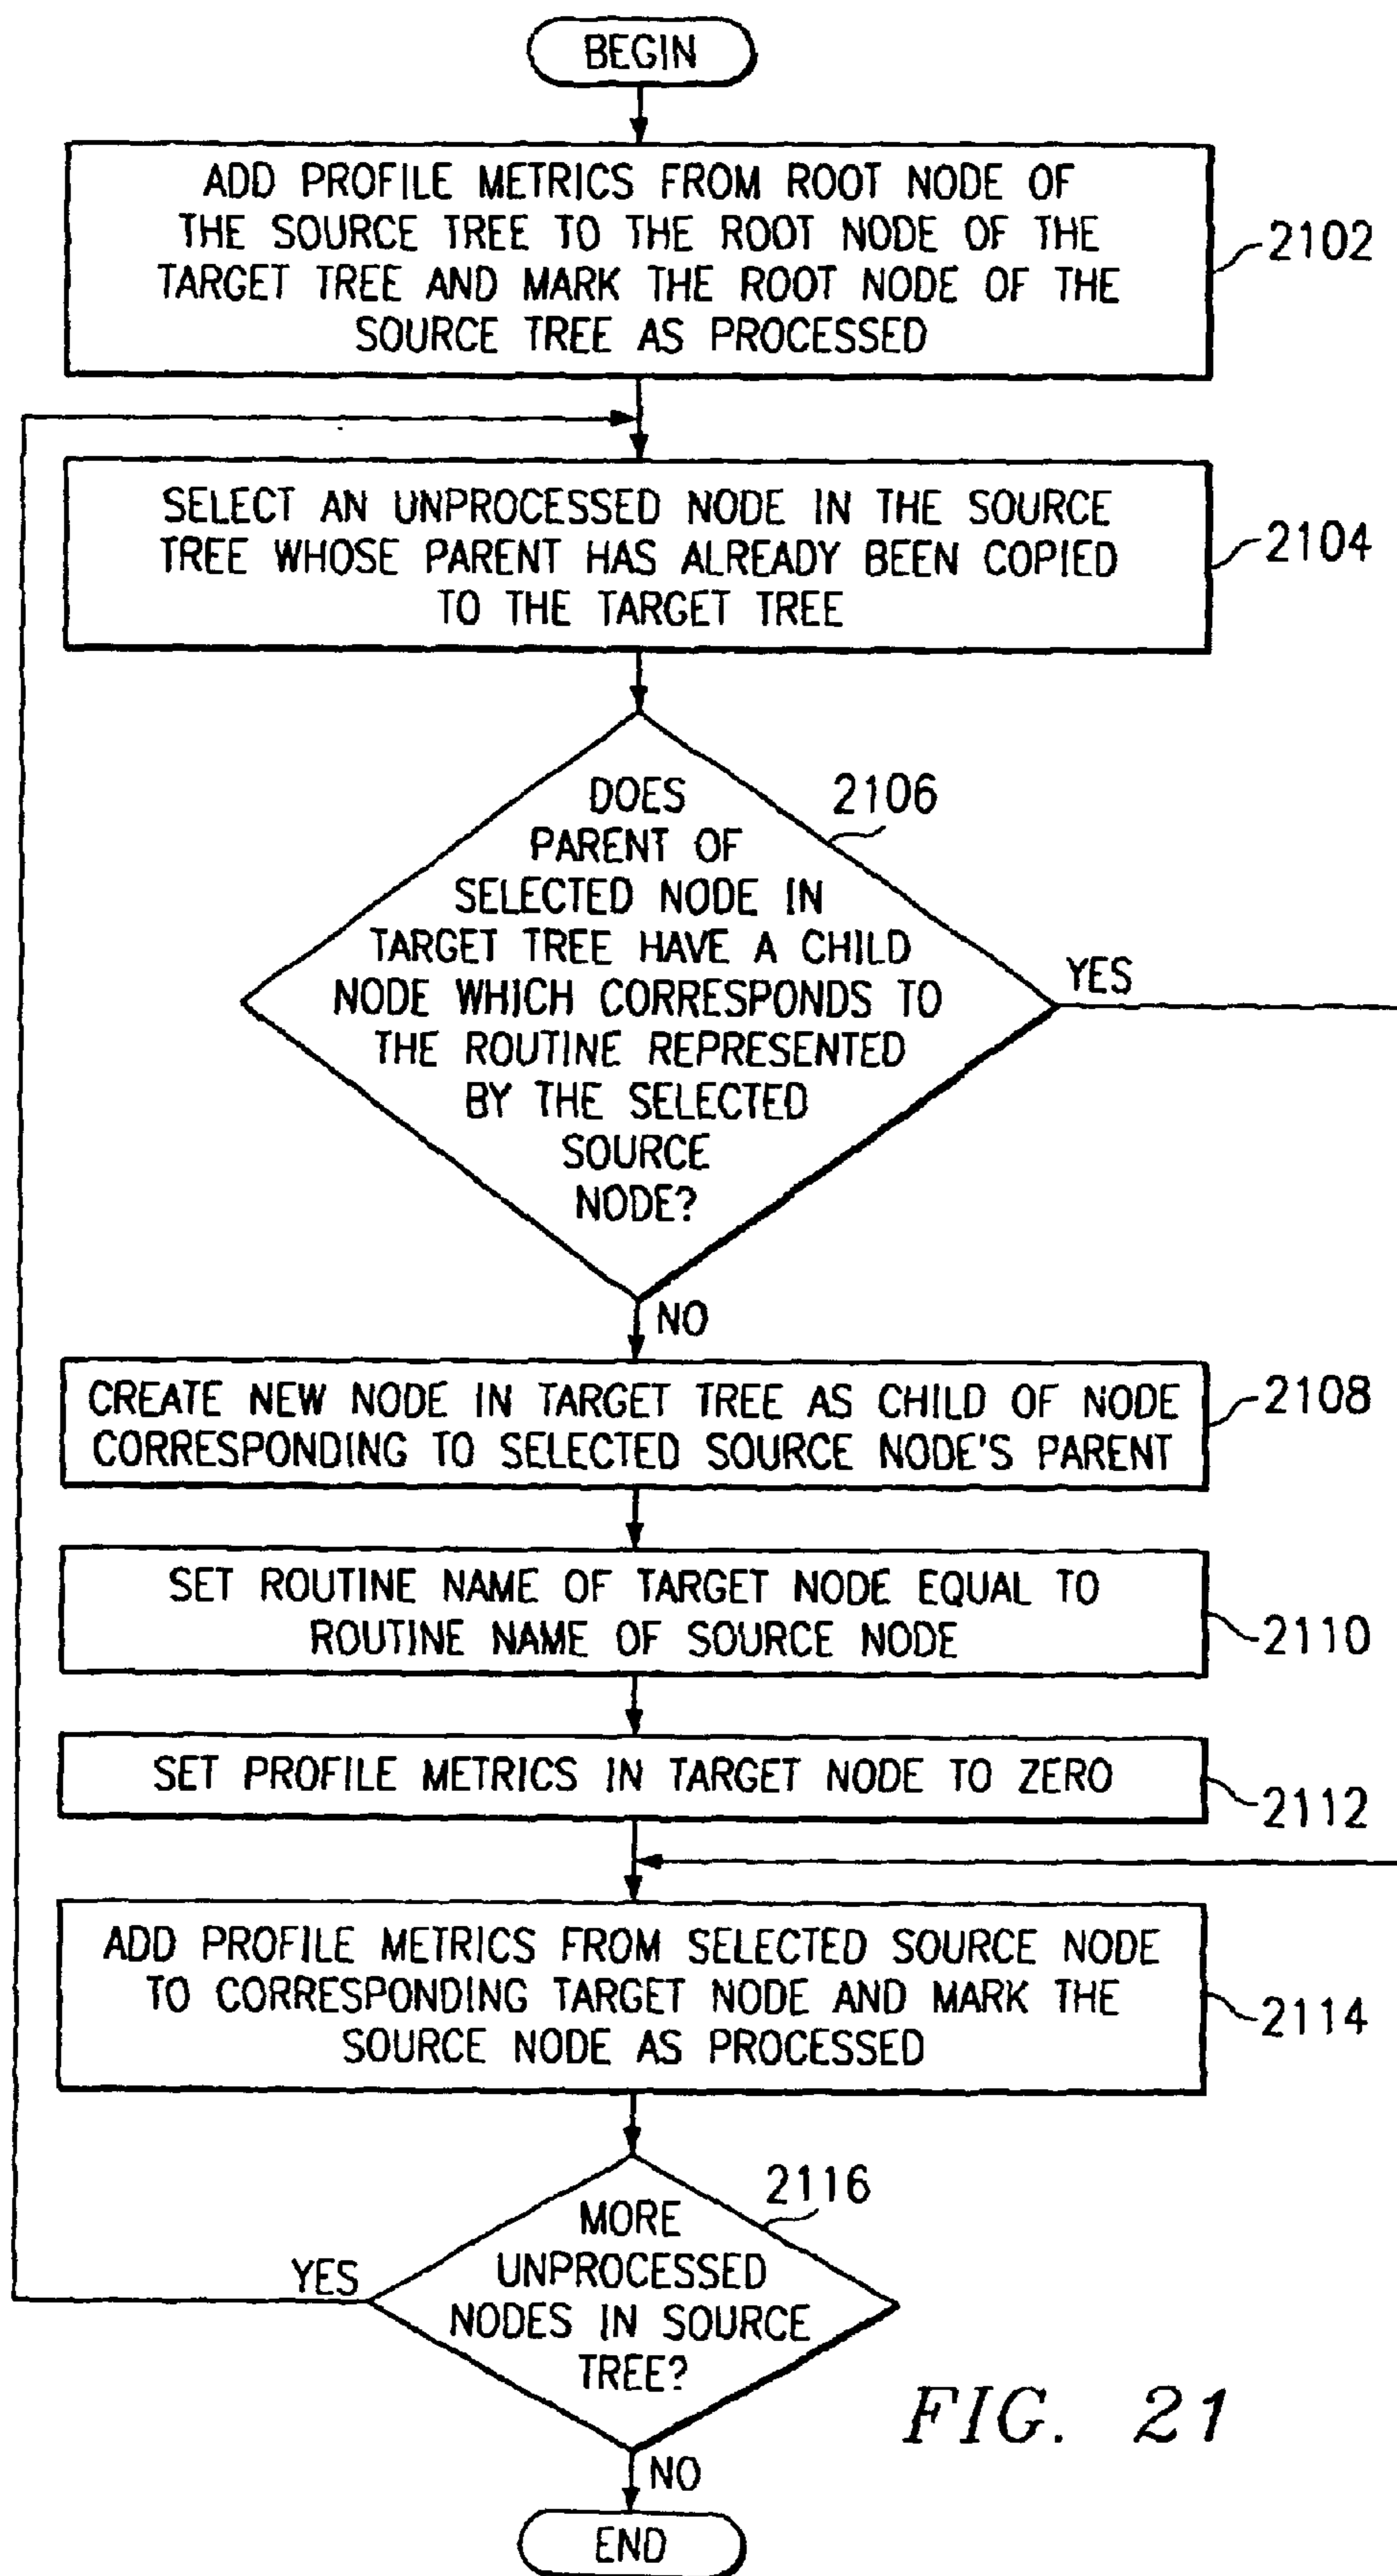 BEGIN
ADD PROFILE METRICS FROM ROOT NODE OF
THE SOURCE TREE TO THE ROOT NODE OF THE
TARGET TREE AND MARK THE ROOT NODE OF THE
SOURCE TREE AS PROCESSED
2102
SELECT AN UNPROCESSED NODE IN THE SOURCE
TREE WHOSE PARENT HAS ALREADY BEEN COPIED
TO THE TARGET TREE
2104
DOES
PARENT OF
SELECTED NODE IN
TARGET TREE HAVE A CHILD
NODE WHICH CORRESPONDS TO
THE ROUTINE REPRESENTED
BY THE SELECTED
SOURCE
NODE?
2106
YES
NO
CREATE NEW NODE IN TARGET TREE AS CHILD OF NODE
CORRESPONDING TO SELECTED SOURCE NODE'S PARENT
2108
SET ROUTINE NAME OF TARGET NODE EQUAL TO
ROUTINE NAME OF SOURCE NODE
2110
SET PROFILE METRICS IN TARGET NODE TO ZERO
2112
ADD PROFILE METRICS FROM SELECTED SOURCE NODE
TO CORRESPONDING TARGET NODE AND MARK THE
SOURCE NODE AS PROCESSED
2114
MORE
UNPROCESSED
NODES IN SOURCE
TREE?
2116
YES
NO
END
FIG. 21